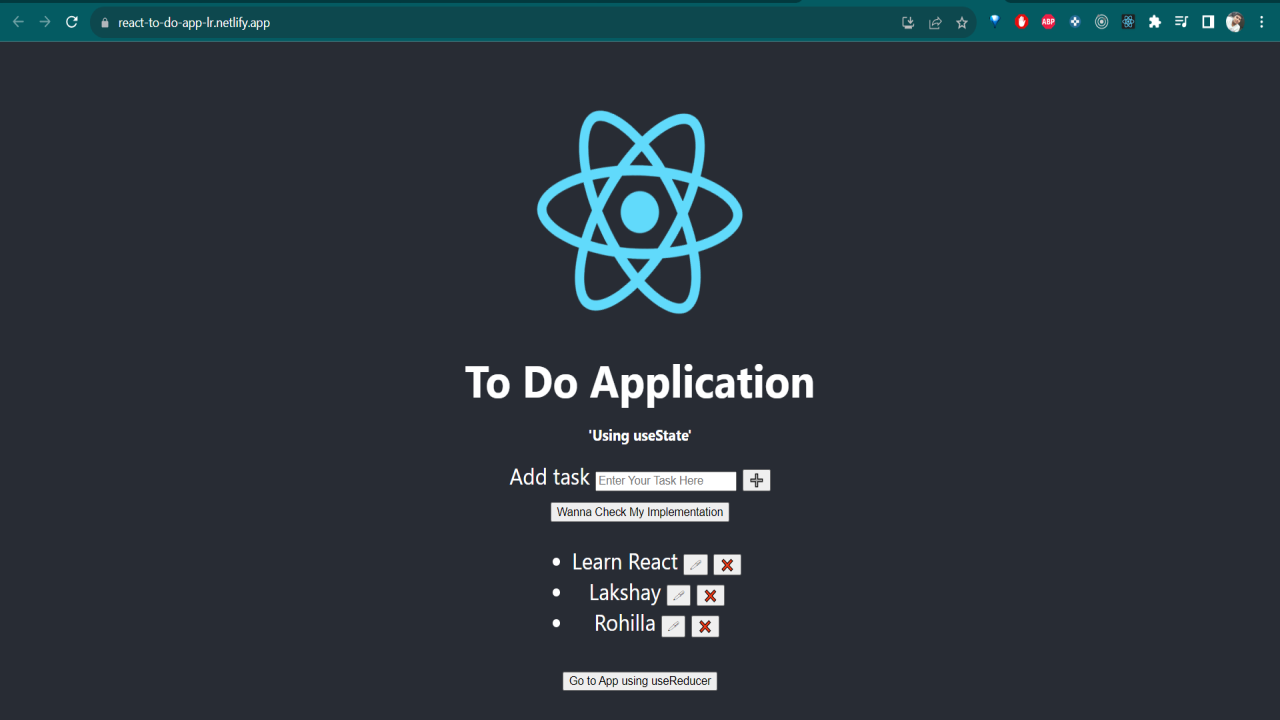 react-to-do-app-lr.netlify.app
ABP
To Do Application
'Using useState'
Add task Enter Your Task Here
Wanna Check My Implementation
• Learn React
• Lakshay
• Rohilla
Go to App using useReducer